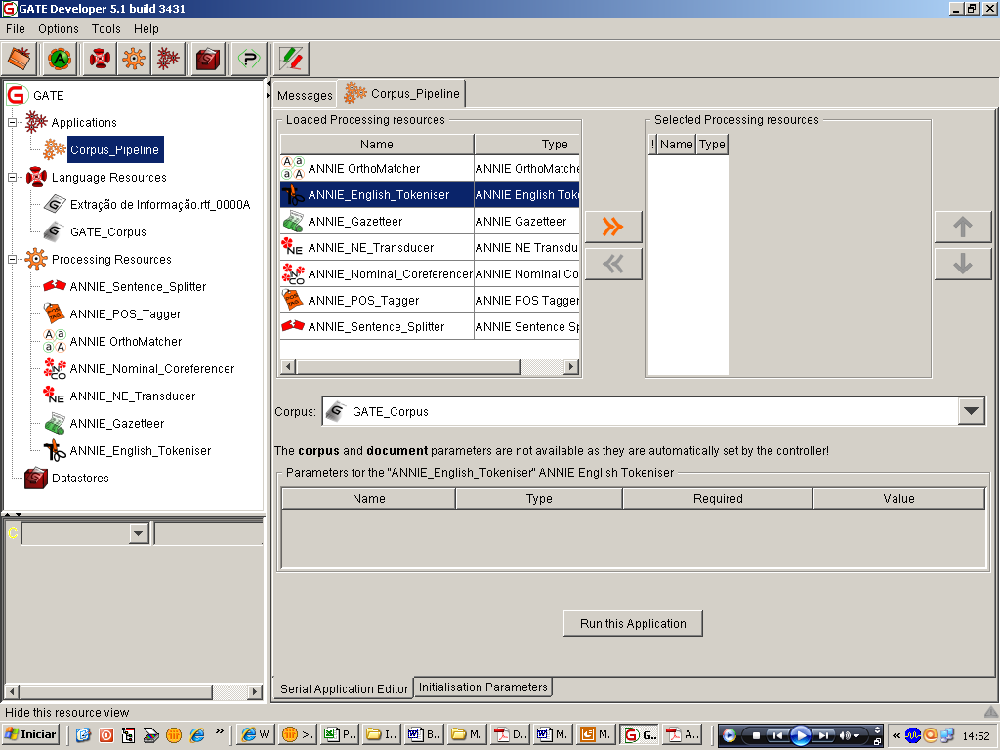 GATE Developer 5.1 build 3431
File Options Tools Help
GATE
Applications
Corpus_Pipeline
Language Resources
Extração de Informação.rtf_0000A
GATE_Corpus
Processing Resources
ANNIE_Sentence_Splitter
ANNIE_POS_Tagger
ANNIE OrthoMatcher
ANNIE_Nominal_Coreferencer
ANNIE_NE_Transducer
ANNIE_Gazetteer
ANNIE_English_Tokeniser
Datastores
C
Messages Corpus_Pipeline
Loaded Processing resources
Name Type
ANNIE OrthoMatcher ANNIE OrthoMatche
ANNIE_English_Tokeniser ANNIE English Toke
ANNIE_Gazetteer ANNIE Gazetteer
ANNIE_NE_Transducer ANNIE NE Transdu
ANNIE_Nominal_Coreferencer ANNIE Nominal Co
ANNIE_POS_Tagger ANNIE POS Tagger
ANNIE_Sentence_Splitter ANNIE Sentence Sp
Selected Processing resources
! Name Type
Corpus: GATE_Corpus
The corpus and document parameters are not available as they are automatically set by the controller!
Parameters for the "ANNIE_English_Tokeniser" ANNIE English Tokeniser
Name Type Required Value
Run this Application
Serial Application Editor Initialisation Parameters
Hide this resource view
Iniciar » W. >. P.. I... B.. M. D.. M. M. G.. A.. « 14:52